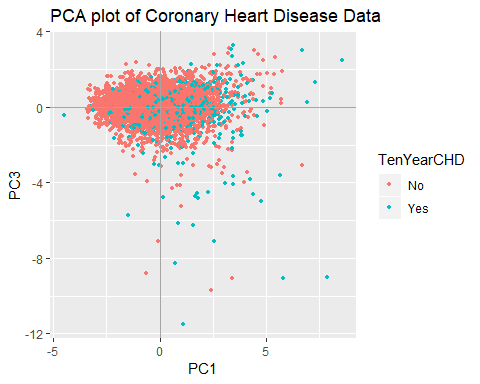 PCA plot of Coronary Heart Disease Data
4
0
-4
-8
-12
PC3
-5
0
5
PC1
TenYearCHD
No
Yes